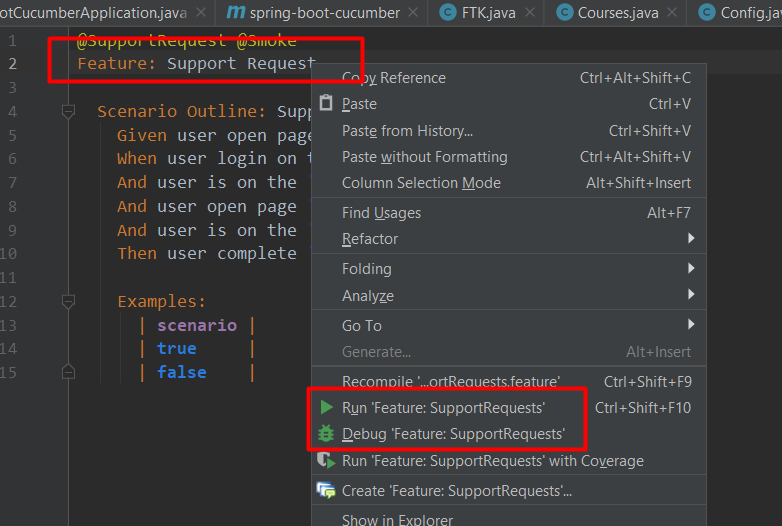 otCucumberApplication.java
spring-boot-cucumber
FTK.java
Courses.java
Config.jav
1 @SupportRequest @Smoke
2 Feature: Support Request
3
4 Scenario Outline: Sup
5 Given user open page
6 When user login on
7 And user is on the
8 And user open page
9 And user is on the
10 Then user complete
11
12 Examples:
13 | scenario |
14 | true |
15 | false |
Copy Reference Ctrl+Alt+Shift+C
Paste Ctrl+V
Paste from History... Ctrl+Shift+V
Paste without Formatting Ctrl+Alt+Shift+V
Column Selection Mode Alt+Shift+Insert
Find Usages Alt+F7
Refactor
Folding
Analyze
Go To
Generate... Alt+Insert
Recompile '...ortRequests.feature' Ctrl+Shift+F9
Run 'Feature: SupportRequests' Ctrl+Shift+F10
Debug 'Feature: SupportRequests'
Run 'Feature: SupportRequests' with Coverage
Create 'Feature: SupportRequests'...
Show in Explorer